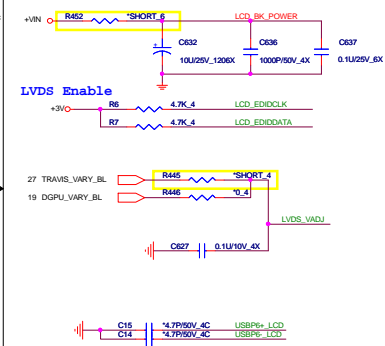 +VIN R452 *SHORT_6 LCD_BK_POWER
C632 C636 C637
10U/25V_1206X 1000P/50V_4X 0.1U/25V_6X
LVDS Enable
+3V R6 4.7K_4 LCD_EDIDCLK
R7 4.7K_4 LCD_EDIDDATA
27 TRAVIS_VARY_BL R445 *SHORT_4
19 DGPU_VARY_BL R446 *0_4
LVDS_VADJ
C627 0.1U/10V_4X
C15 *4.7P/50V_4C USBP6+_LCD
C14 *4.7P/50V_4C USBP6-_LCD